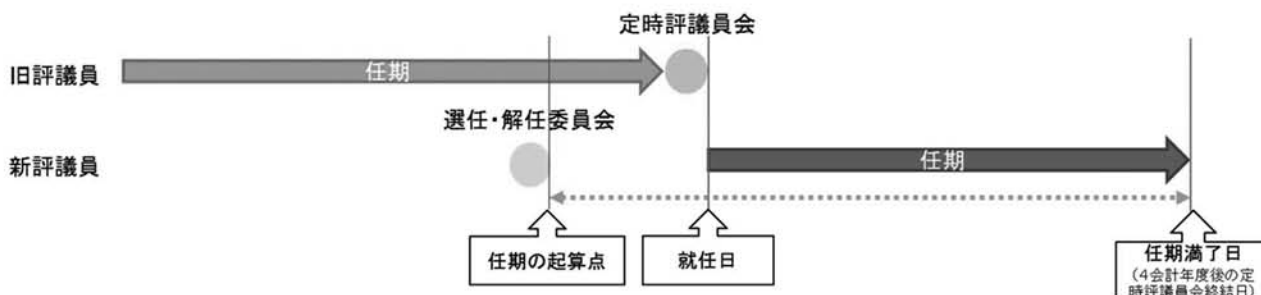 定時評議員会
旧評議員
任期
選任・解任委員会
新評議員
任期
任期の起算点
就任日
任期満了日
(4会計年度後の定
時評議員会終結日)